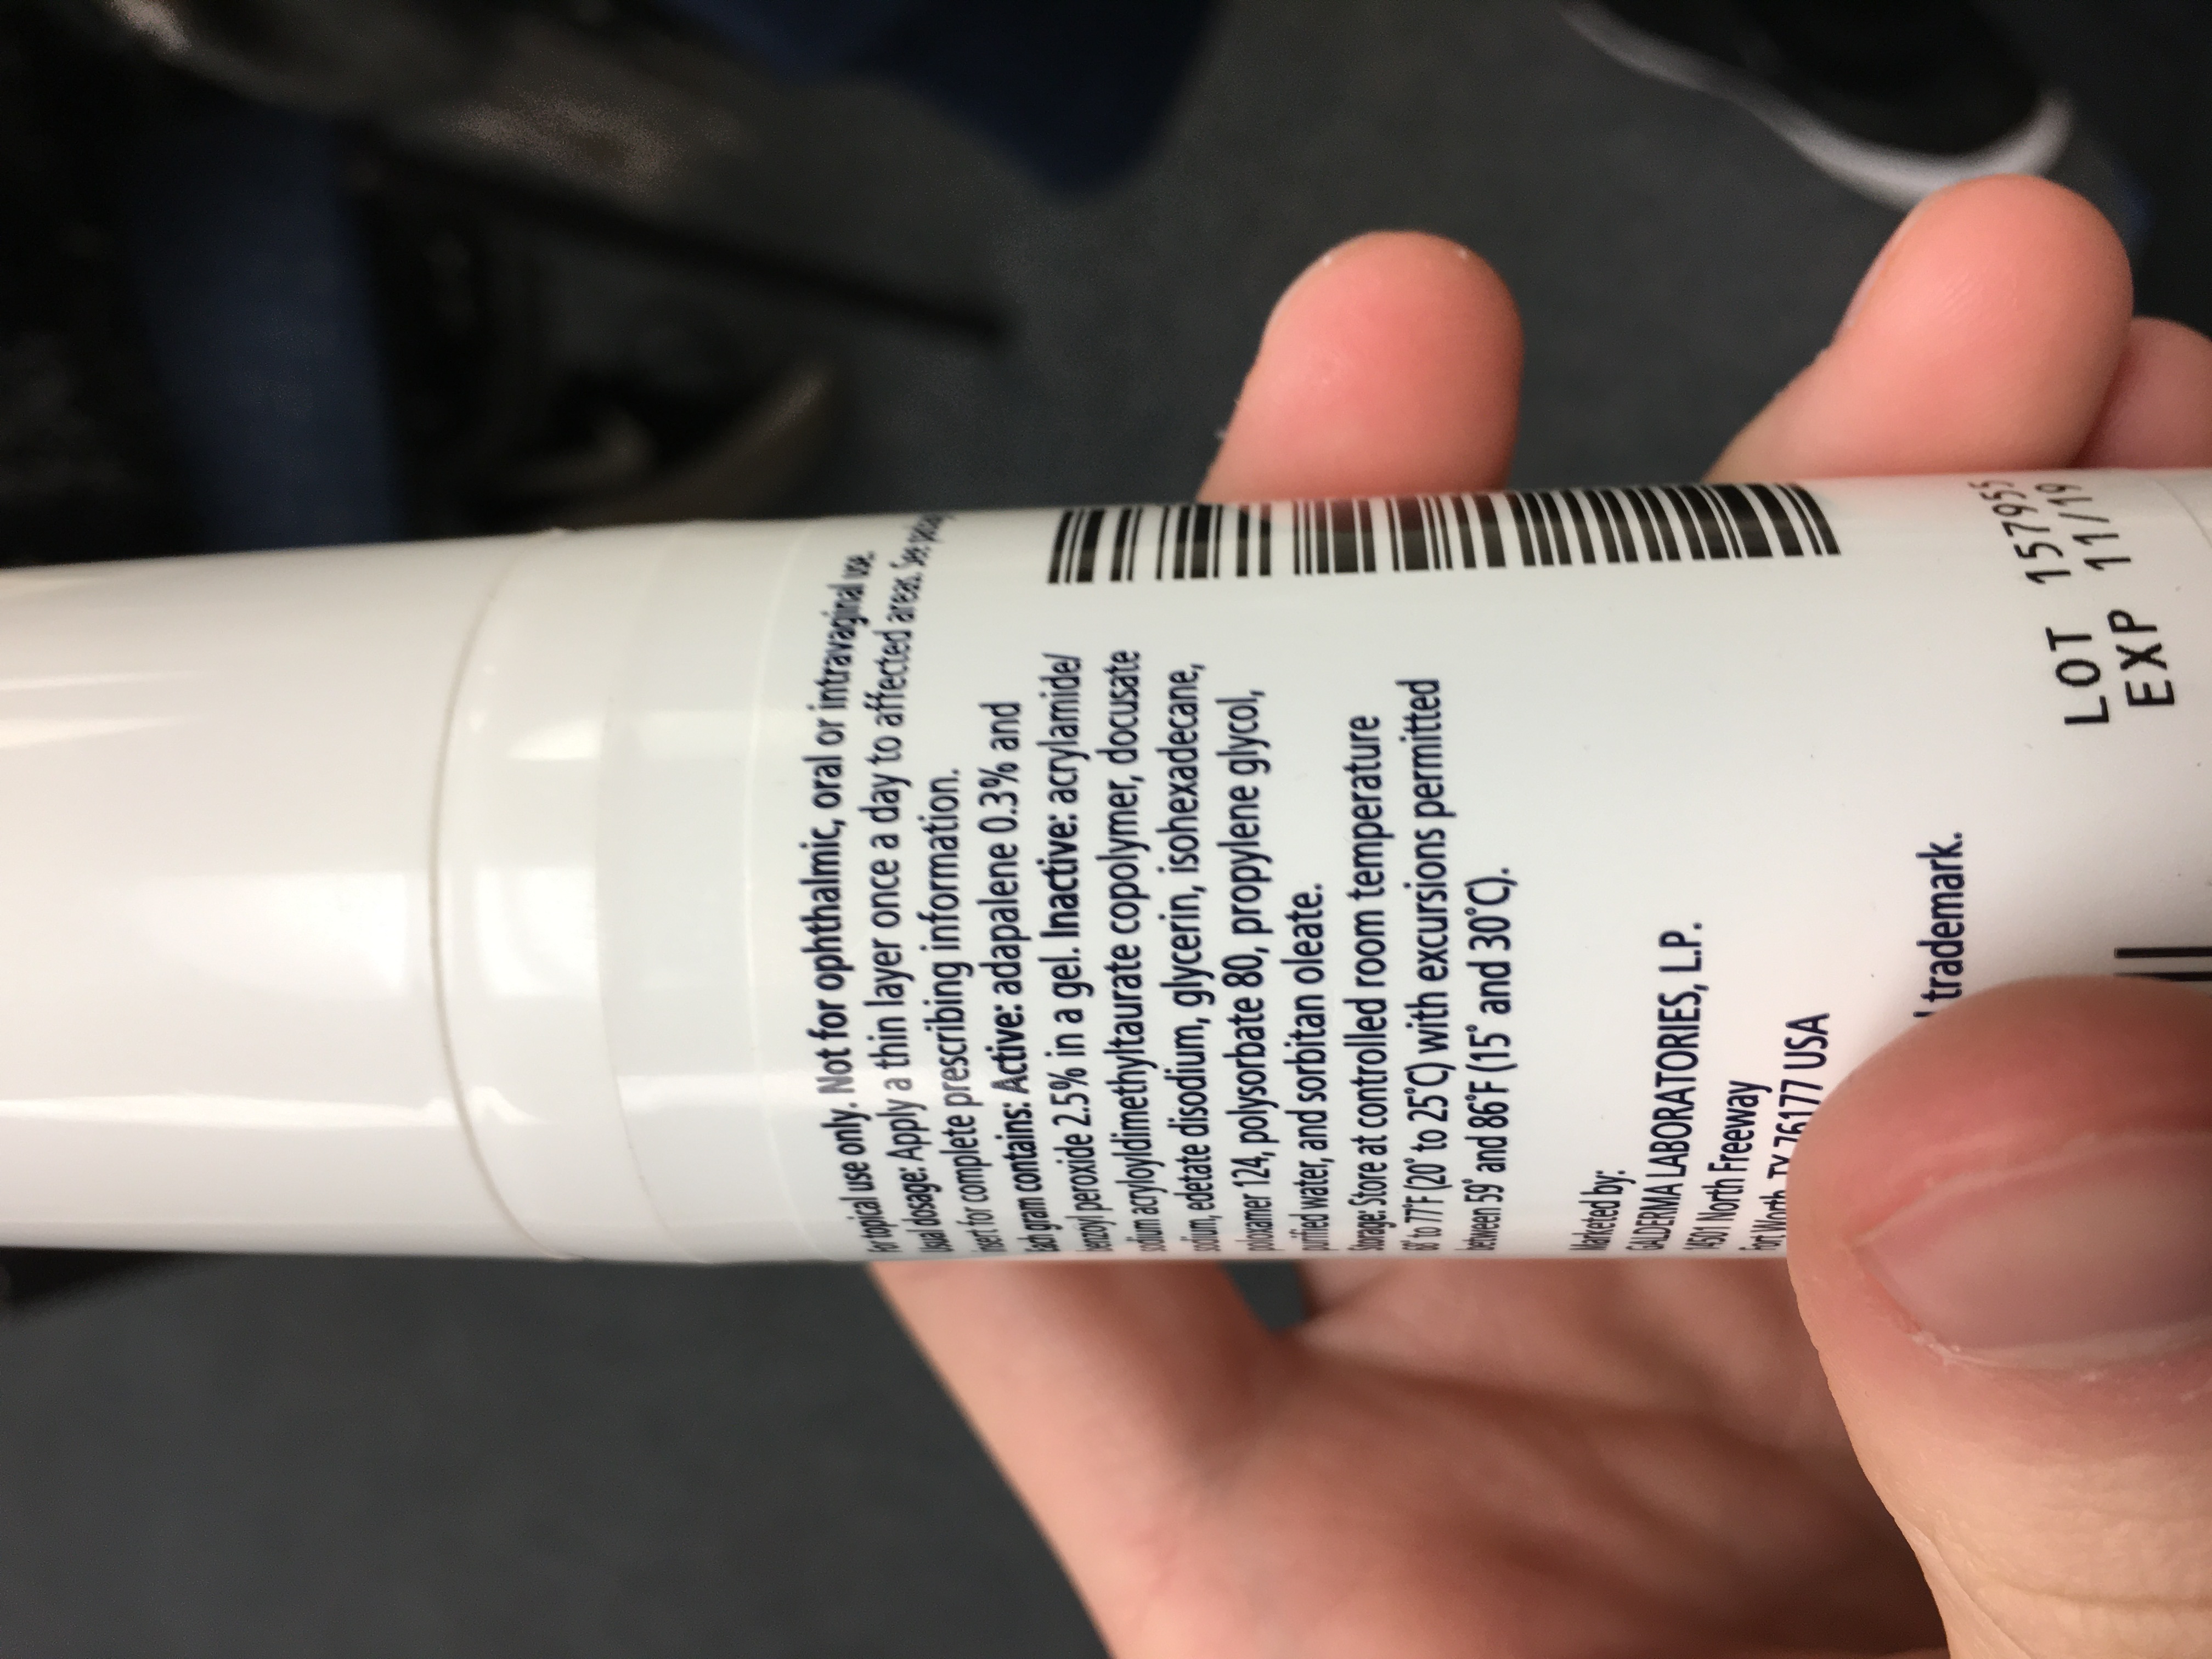 For topical use only. Not for ophthalmic, oral or intravaginal use.
Usual dosage: Apply a thin layer once a day to affected areas. See
insert for complete prescribing information.
Each gram contains: Active: adapalene 0.3% and
benzoyl peroxide 2.5% in a gel. Inactive: acrylamide/
sodium acryloyldimethyltaurate copolymer, docusate
sodium, edetate disodium, glycerin, isohexadecane,
poloxamer 124, polysorbate 80, propylene glycol,
purified water, and sorbitan oleate.
Storage: Store at controlled room temperature
68° to 77°F (20° to 25°C) with excursions permitted
between 59° and 86°F (15° and 30°C).
Marketed by:
GALDERMA LABORATORIES, L.P.
14501 North Freeway
Fort Worth, TX 76177 USA
trademark.
LOT 157955
EXP 11/19